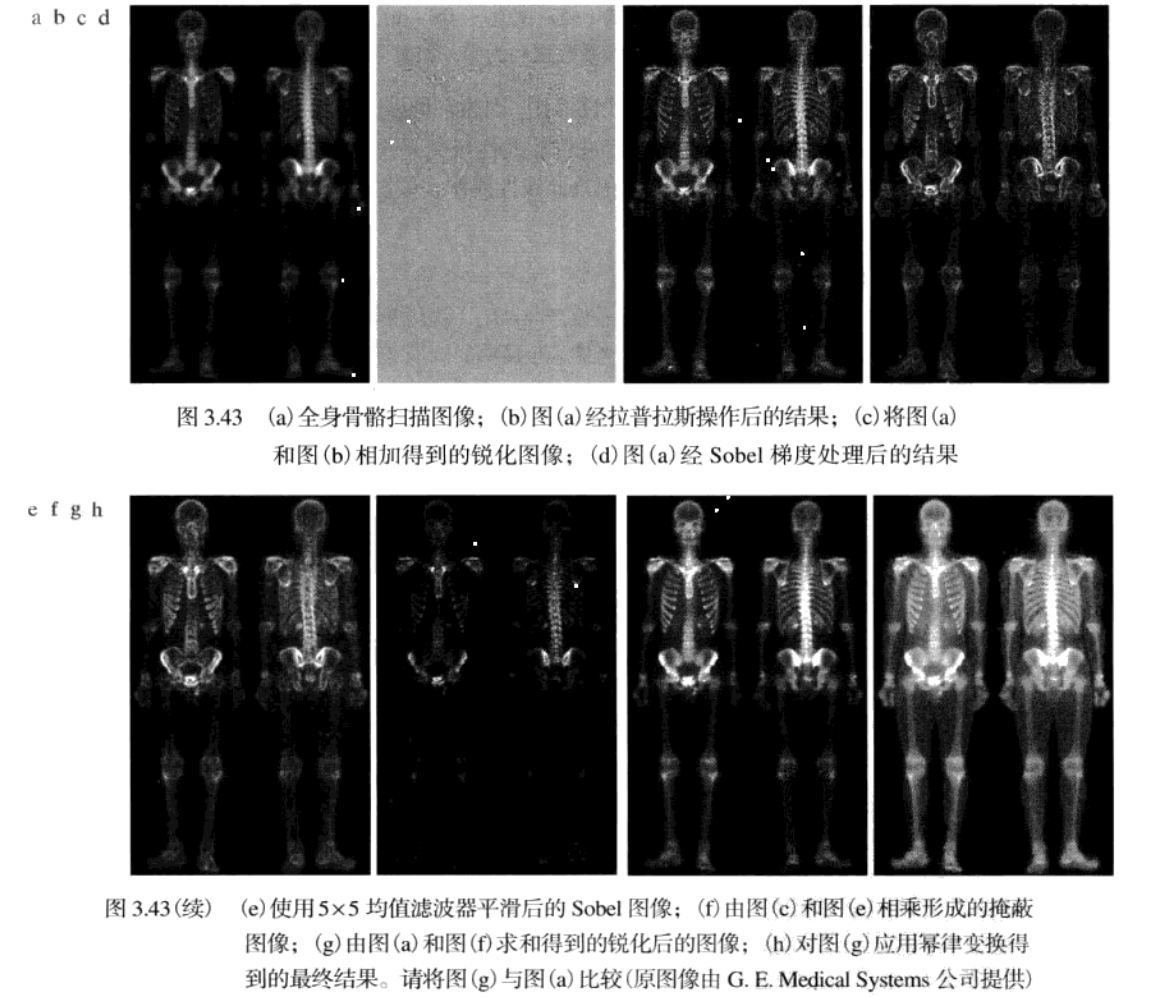 a b c d
图 3.43 (a)全身骨骼扫描图像；(b)图(a)经拉普拉斯操作后的结果；(c)将图(a)
和图(b)相加得到的锐化图像；(d)图(a)经 Sobel 梯度处理后的结果
e f g h
图 3.43(续) (e)使用5×5 均值滤波器平滑后的 Sobel 图像；(f)由图(c)和图(e)相乘形成的掩蔽
图像；(g)由图(a)和图(f)求和得到的锐化后的图像；(h)对图(g)应用幂律变换得
到的最终结果。请将图(g)与图(a)比较(原图像由 G. E. Medical Systems 公司提供)